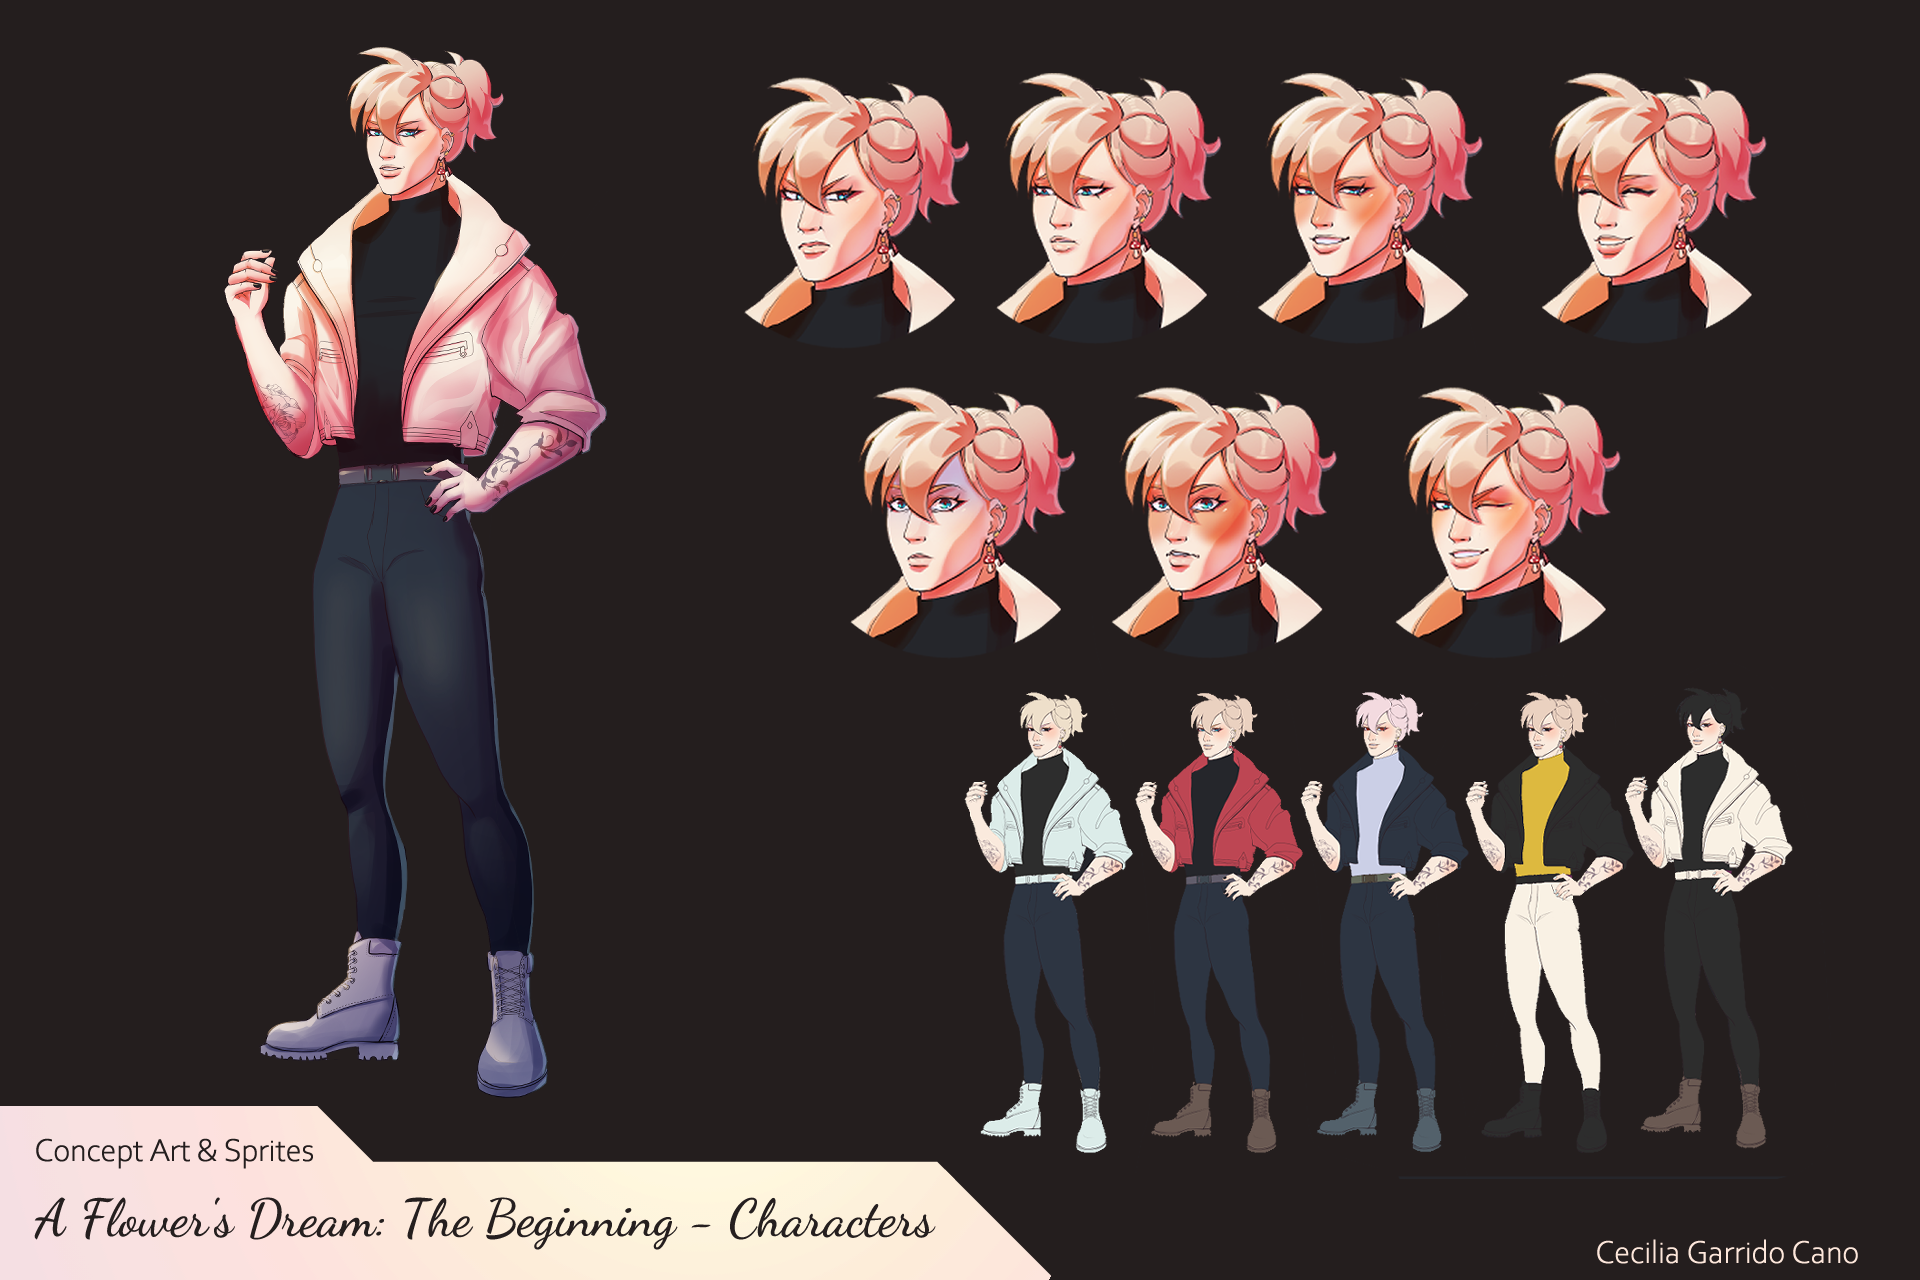 Concept Art & Sprites
A Flower's Dream: The Beginning - Characters
Cecilia Garrido Cano